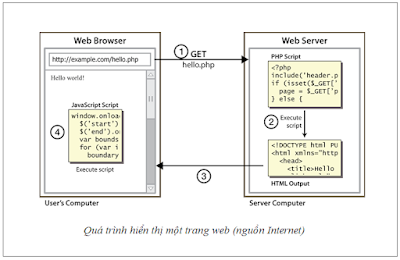 Web Browser
http://example.com/hello.php
Hello world!
JavaScript Script
window.onloa
$('start')
$('end').o
var bounds
for (var i
boundary
Execute script
User's Computer
1
GET
hello.php
2
Execute
script
3
4
Web Server
PHP Script
<?php
include('header.p
if (isset($_GET['
page = $_GET['p
} else {
<!DOCTYPE html PU
<html xmlns="http
<head>
<title>Hello
HTML Output
Server Computer
Quá trình hiển thị một trang web (nguồn Internet)